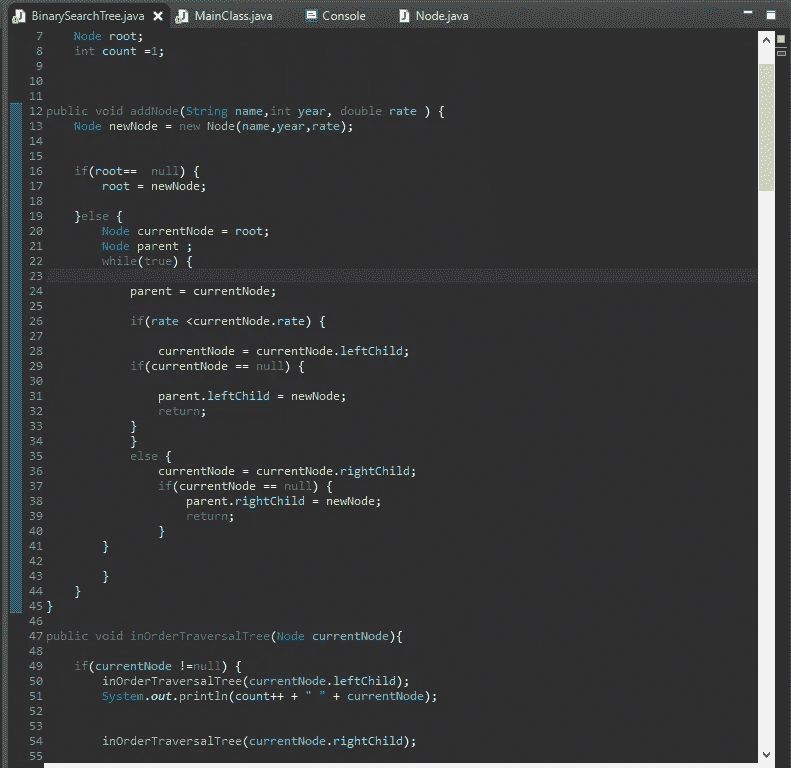 BinarySearchTree.java MainClass.java Console Node.java
7 Node root;
8 int count =1;
9
10
11
12 public void addNode(String name,int year, double rate ) {
13 Node newNode = new Node(name,year,rate);
14
15
16 if(root== null) {
17 root = newNode;
18
19 }else {
20 Node currentNode = root;
21 Node parent ;
22 while(true) {
23
24 parent = currentNode;
25
26 if(rate <currentNode.rate) {
27
28 currentNode = currentNode.leftChild;
29 if(currentNode == null) {
30
31 parent.leftChild = newNode;
32 return;
33 }
34 }
35 else {
36 currentNode = currentNode.rightChild;
37 if(currentNode == null) {
38 parent.rightChild = newNode;
39 return;
40 }
41 }
42
43 }
44 }
45 }
46
47 public void inOrderTraversalTree(Node currentNode){
48
49 if(currentNode !=null) {
50 inOrderTraversalTree(currentNode.leftChild);
51 System.out.println(count++ + " " + currentNode);
52
53
54 inOrderTraversalTree(currentNode.rightChild);
55